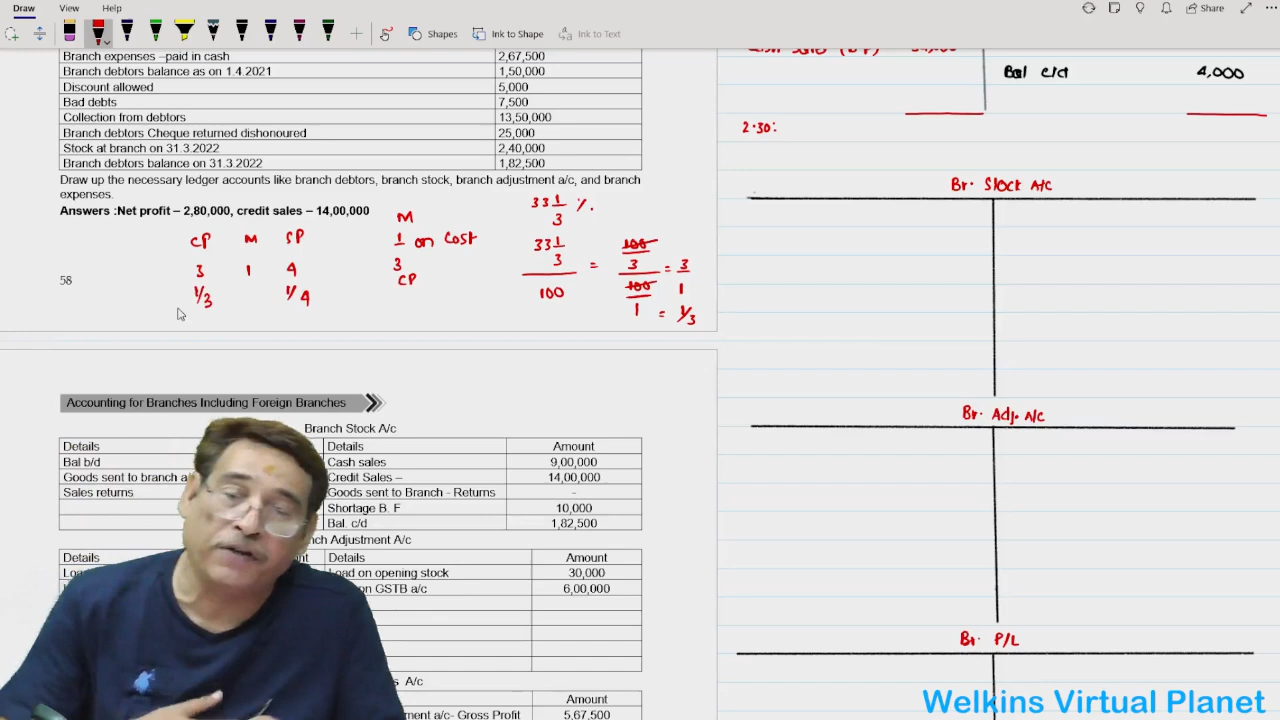 Draw View Help
Share
Shapes Ink to Shape Ink to Text
Branch expenses –paid in cash 2,67,500
Branch debtors balance as on 1.4.2021 1,50,000
Discount allowed 5,000
Bad debts 7,500
Collection from debtors 13,50,000
Branch debtors Cheque returned dishonoured 25,000
Stock at branch on 31.3.2022 2,40,000
Branch debtors balance on 31.3.2022 1,82,500
Draw up the necessary ledger accounts like branch debtors, branch stock, branch adjustment a/c, and branch
expenses.
Answers :Net profit – 2,80,000, credit sales – 14,00,000
CP M SP
3 1 4
1/3 1/4
M
1 on Cost
3
CP
33 1/3 %.
33 1/3 / 100 = 100/3 / 100/1 = 3/1 = 1/3
58
Accounting for Branches Including Foreign Branches
Branch Stock A/c
Details Details Amount
Bal b/d Cash sales 9,00,000
Goods sent to branch Credit Sales – 14,00,000
Sales returns Goods sent to Branch - Returns -
Shortage B. F 10,000
Bal. c/d 1,82,500
Adjustment A/c
Details Details Amount
Load on opening stock 30,000
on GSTB a/c 6,00,000
A/c
Amount
a/c- Gross Profit 5,67,500
Bal c/d 4,000
2.30:
Br. Stock A/C
Br. Adj. A/C
Br. P/L
Welkins Virtual Planet